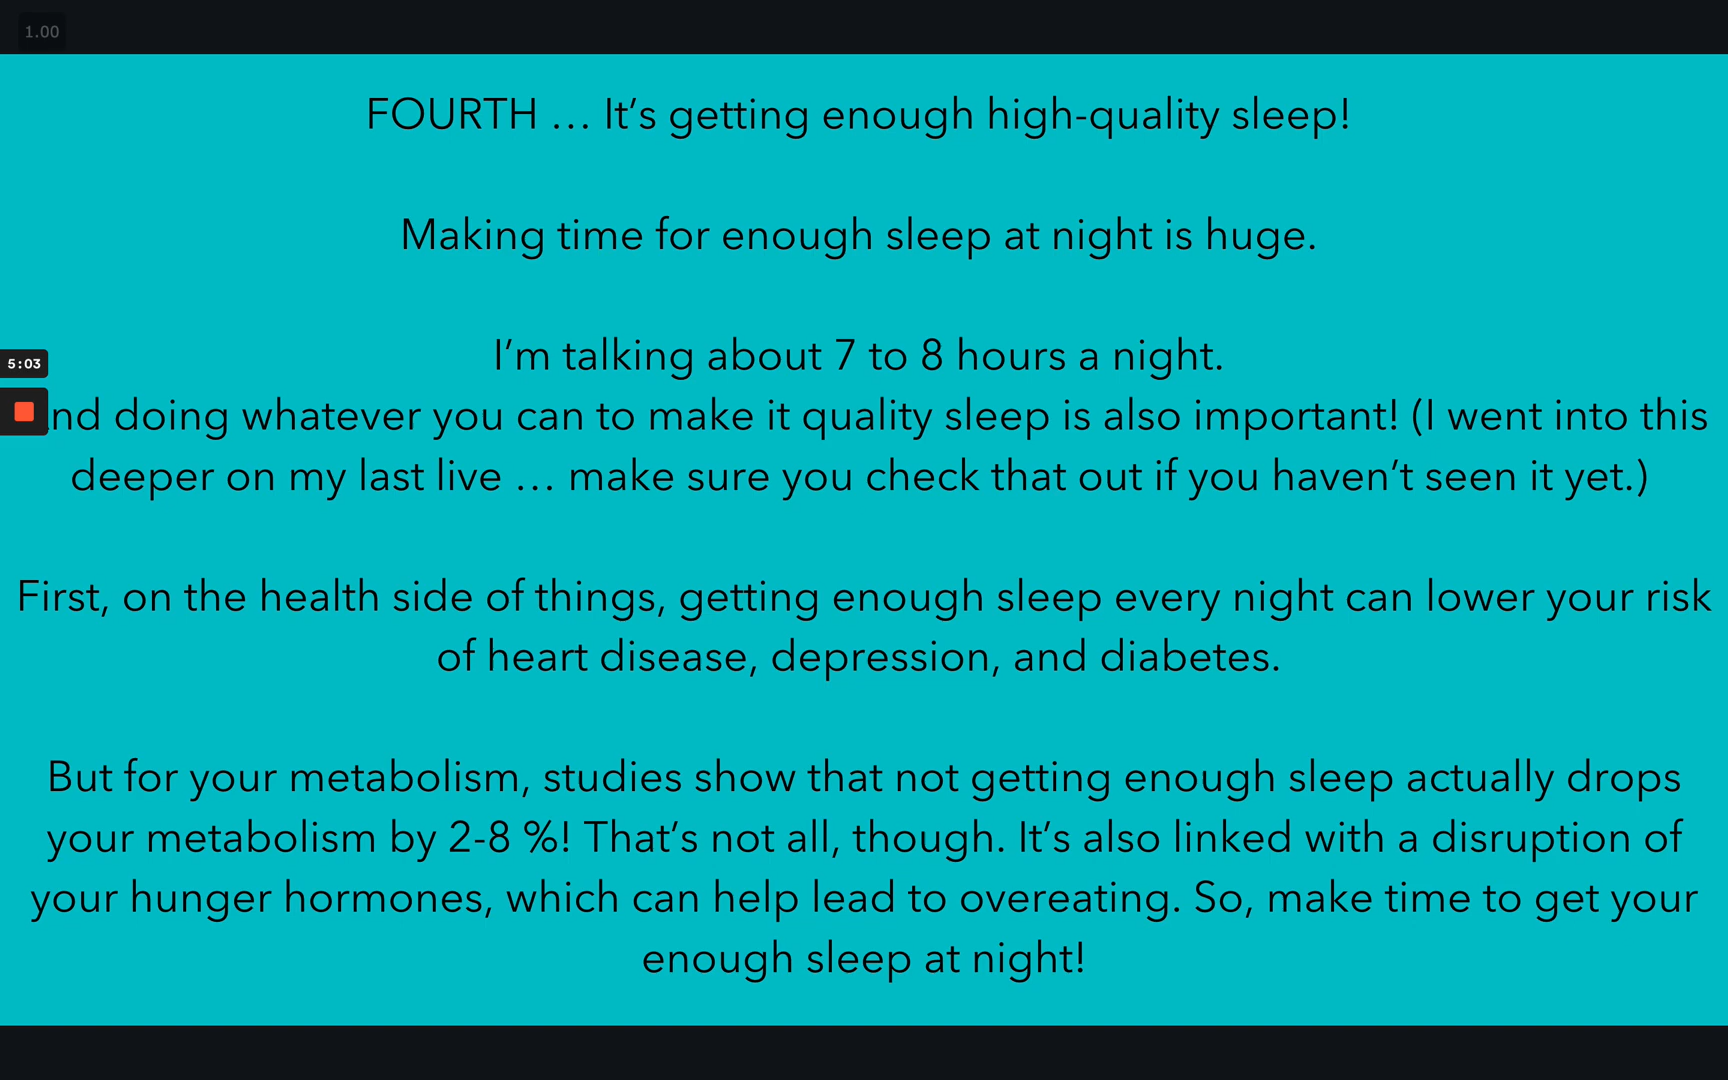 1.00
FOURTH … It’s getting enough high-quality sleep!
Making time for enough sleep at night is huge.
I’m talking about 7 to 8 hours a night.
5:03
nd doing whatever you can to make it quality sleep is also important! (I went into this
deeper on my last live … make sure you check that out if you haven’t seen it yet.)
First, on the health side of things, getting enough sleep every night can lower your risk
of heart disease, depression, and diabetes.
But for your metabolism, studies show that not getting enough sleep actually drops
your metabolism by 2-8 %! That’s not all, though. It’s also linked with a disruption of
your hunger hormones, which can help lead to overeating. So, make time to get your
enough sleep at night!